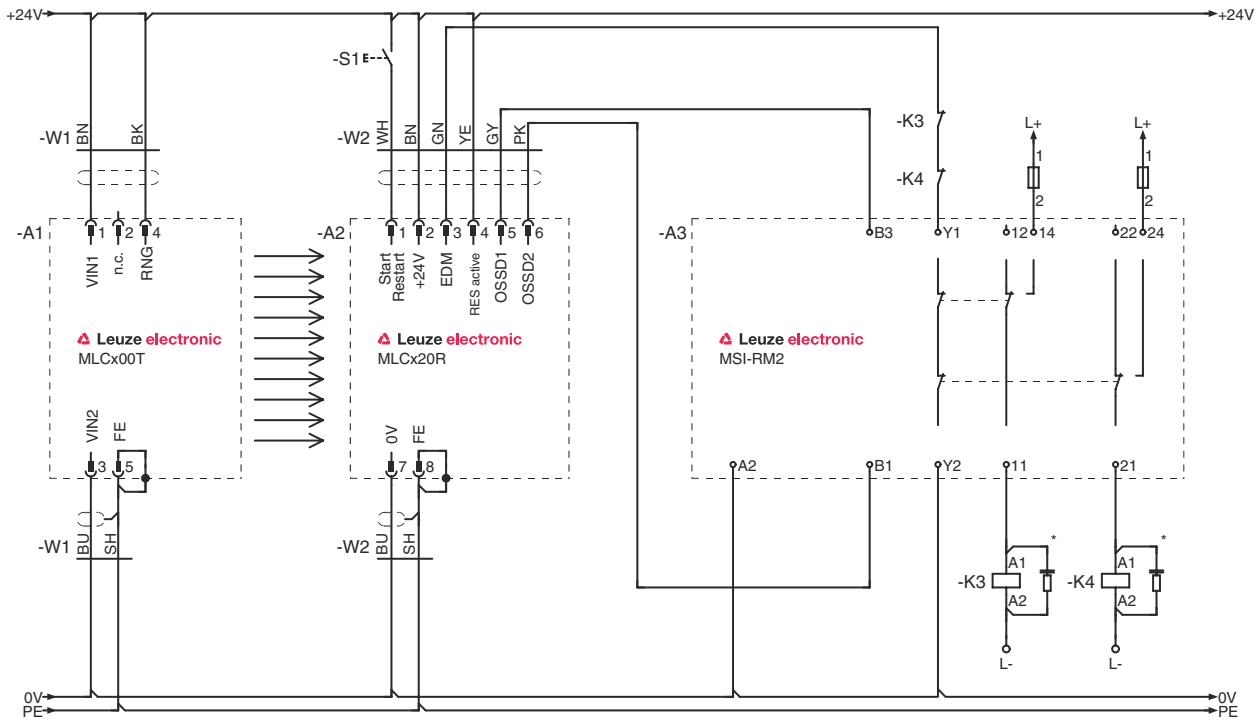 +24V +24V
-S1
-W1 BN BK
-W2 WH BN GN YE GY PK
-K3
-K4
L+ L+
1 1
2 2
-A1 1 2 4
-A2 1 2 3 4 5 6
-A3 B3 Y1 12 14 22 24
VIN1 n.c. RNG
Start Restart +24V EDM RES active OSSD1 OSSD2
Leuze electronic
MLCx00T
Leuze electronic
MLCx20R
Leuze electronic
MSI-RM2
VIN2 FE
0V FE
3 5
7 8
A2 B1 Y2 11 21
-W1 BU SH
-W2 BU SH
* *
-K3 A1 A2
-K4 A1 A2
L- L-
0V 0V
PE PE